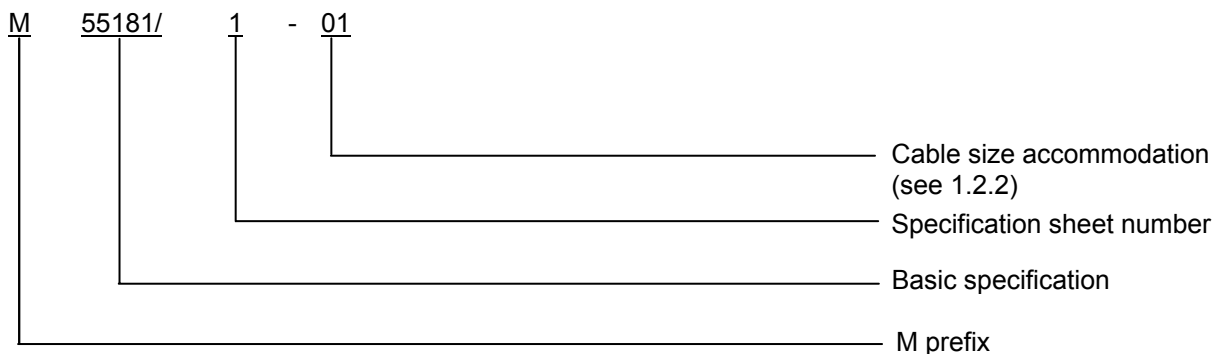 M 55181/ 1 - 01
Cable size accommodation
(see 1.2.2)
Specification sheet number
Basic specification
M prefix